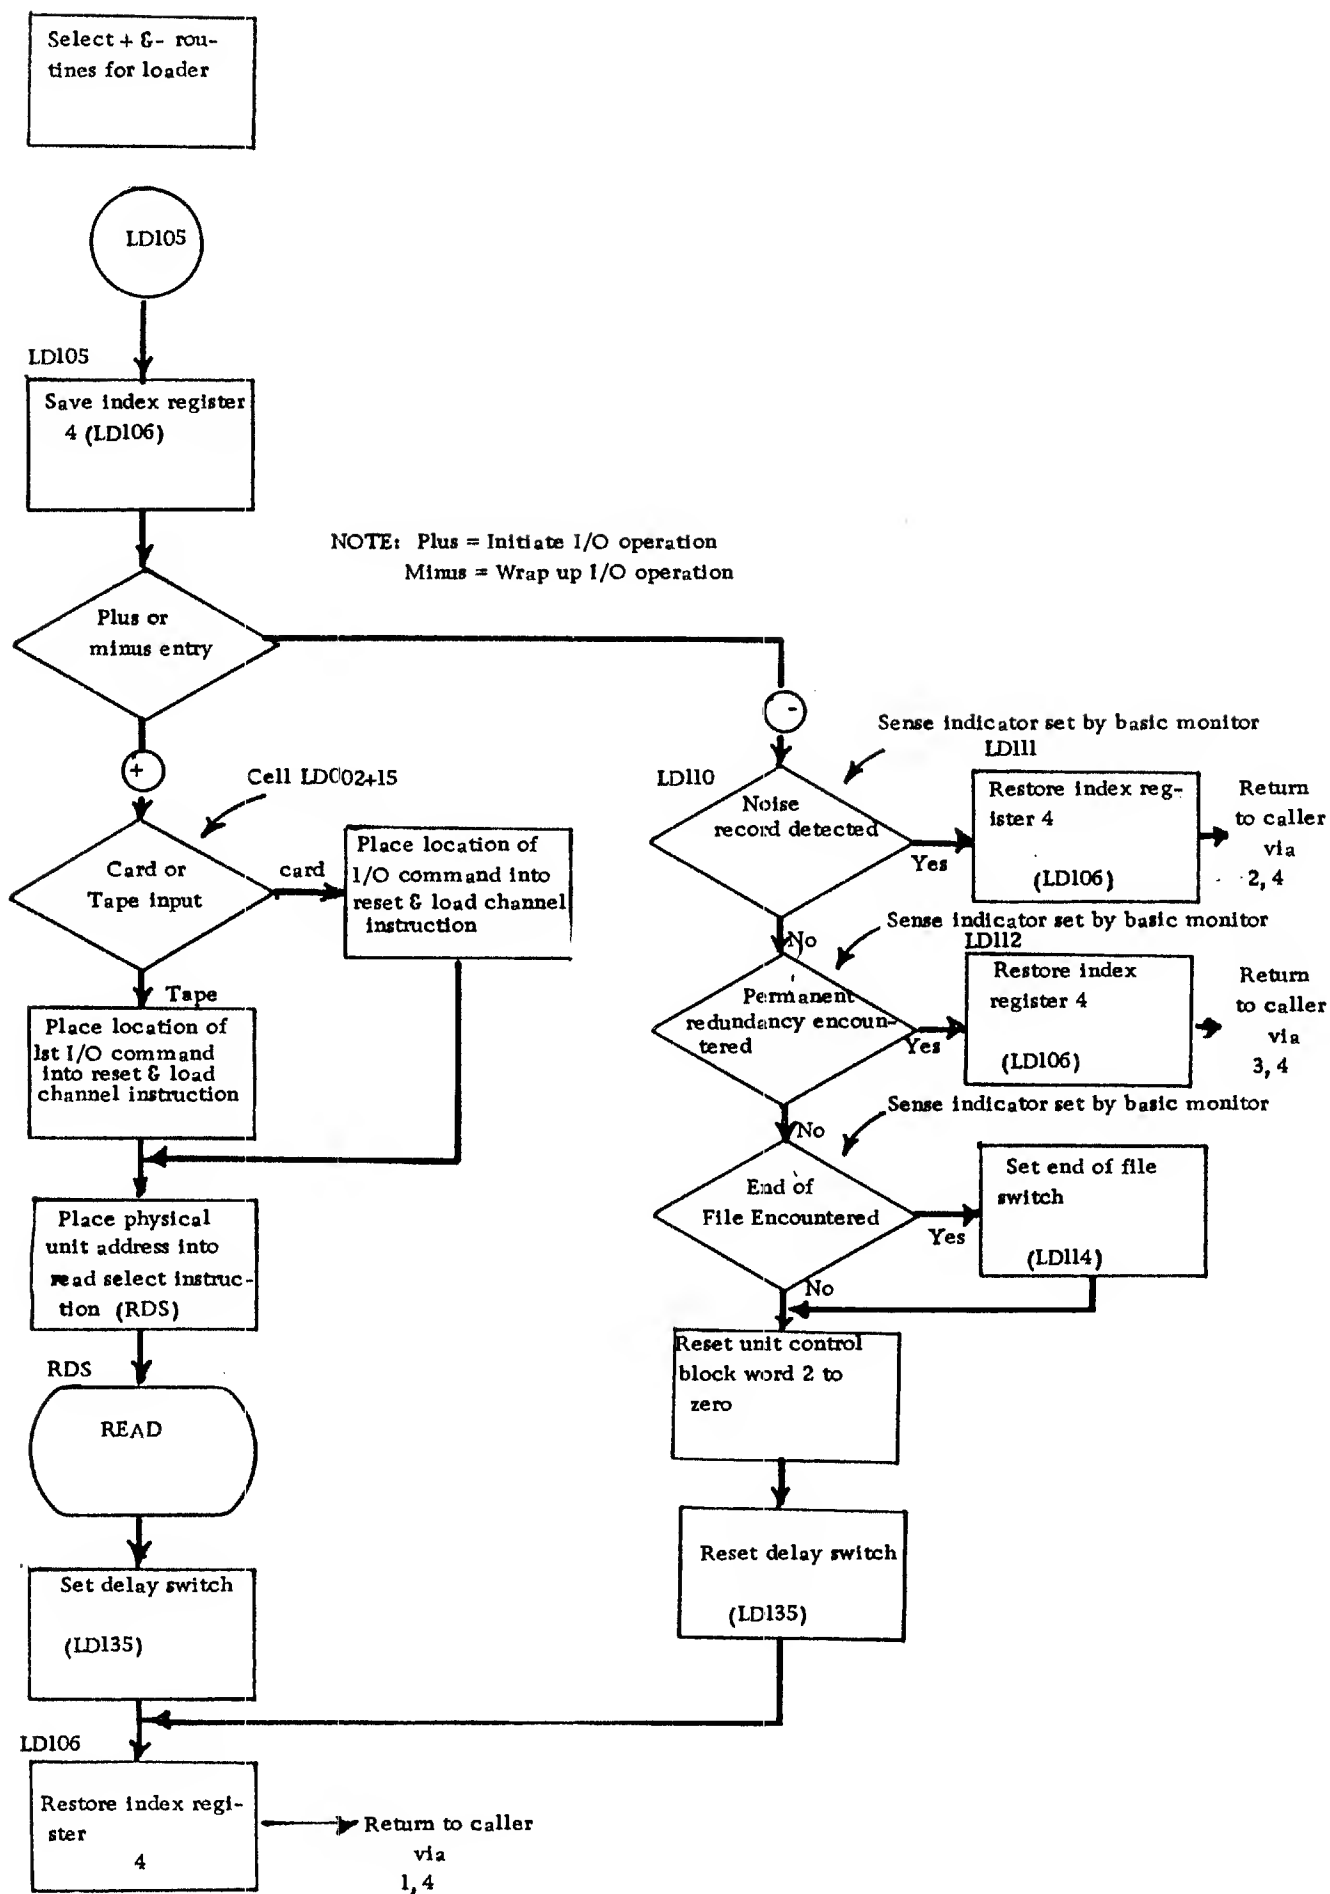 Select + &- rou-
tines for loader
LD105
LD105
Save index register
4 (LD106)
NOTE: Plus = Initiate I/O operation
Minus = Wrap up I/O operation
Plus or
minus entry
+
Cell LD002+15
Card or
Tape input
card
Place location of
I/O command into
reset & load channel
instruction
Tape
Place location of
1st I/O command
into reset & load
channel instruction
Place physical
unit address into
read select instruc-
tion (RDS)
RDS
READ
Set delay switch
(LD135)
LD106
Restore index regi-
ster
4
Return to caller
via
1, 4
-
Sense indicator set by basic monitor
LD110
Noise
record detected
Yes
LD111
Restore index reg-
ister 4
(LD106)
Return
to caller
via
2, 4
No
Sense indicator set by basic monitor
Permanent
redundancy encoun-
tered
Yes
LD112
Restore index
register 4
(LD106)
Return
to caller
via
3, 4
No
Sense indicator set by basic monitor
End of
File Encountered
Yes
Set end of file
switch
(LD114)
No
Reset unit control
block word 2 to
zero
Reset delay switch
(LD135)